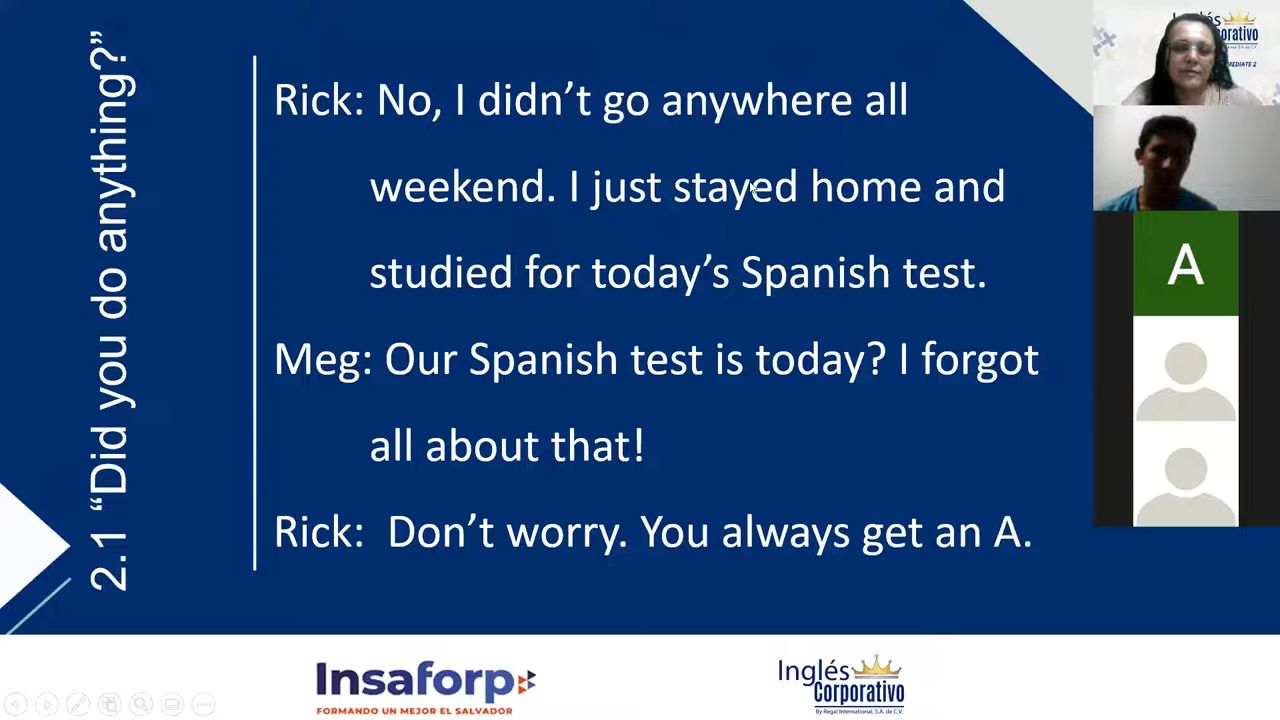 2.1 “Did you do anything?”
Rick: No, I didn’t go anywhere all
weekend. I just stayed home and
studied for today’s Spanish test.
Meg: Our Spanish test is today? I forgot
all about that!
Rick: Don’t worry. You always get an A.
A
Insaforp
FORMANDO UN MEJOR EL SALVADOR
Inglés
Corporativo
By Regal International, S.A. de C.V.